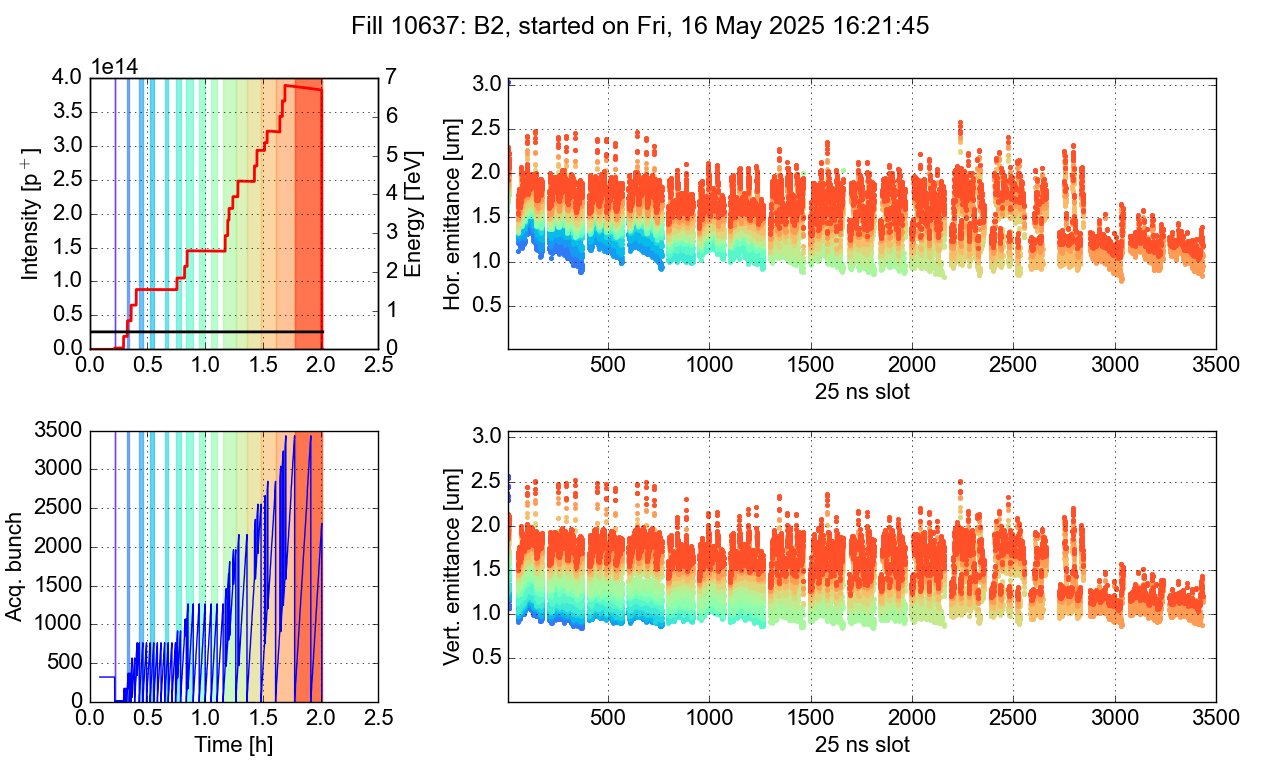 Fill 10637: B2, started on Fri, 16 May 2025 16:21:45
1e14
4.0
3.5
3.0
2.5
2.0
1.5
1.0
0.5
0.0
Intensity [p+]
0.0 0.5 1.0 1.5 2.0 2.5
7
6
5
4
3
2
1
0
Energy [TeV]
3.0
2.5
2.0
1.5
1.0
0.5
Hor. emittance [um]
500 1000 1500 2000 2500 3000 3500
25 ns slot
3500
3000
2500
2000
1500
1000
500
0
Acq. bunch
0.0 0.5 1.0 1.5 2.0 2.5
Time [h]
3.0
2.5
2.0
1.5
1.0
0.5
Vert. emittance [um]
500 1000 1500 2000 2500 3000 3500
25 ns slot